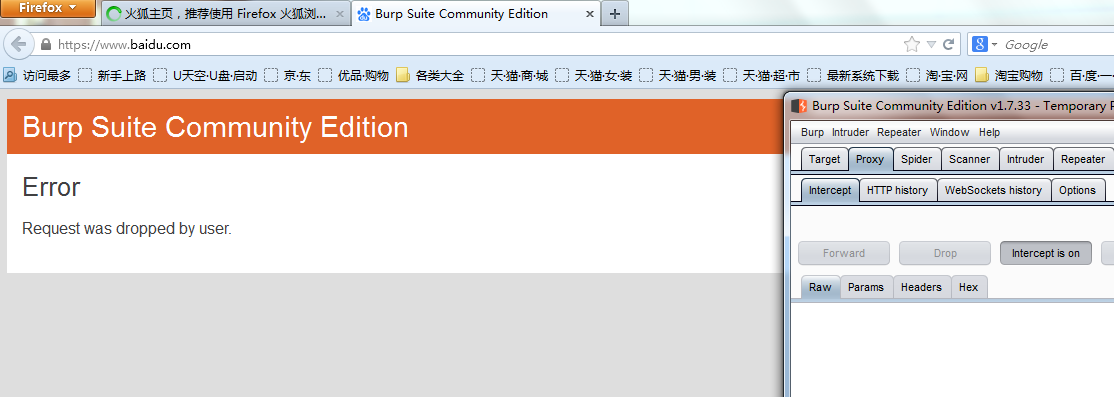 Firefox
火狐主页，推荐使用 Firefox 火狐浏...
Burp Suite Community Edition
https://www.baidu.com
Google
访问最多 新手上路 U天空·U盘·启动 京·东 优品·购物 各类大全 天·猫·商·城 天·猫·女·装 天·猫·男·装 天·猫·超·市 最新系统下载 淘·宝·网 淘宝购物 百·度·一
Burp Suite Community Edition
Error
Request was dropped by user.
Burp Suite Community Edition v1.7.33 - Temporary P
Burp Intruder Repeater Window Help
Target Proxy Spider Scanner Intruder Repeater
Intercept HTTP history WebSockets history Options
Forward Drop Intercept is on
Raw Params Headers Hex